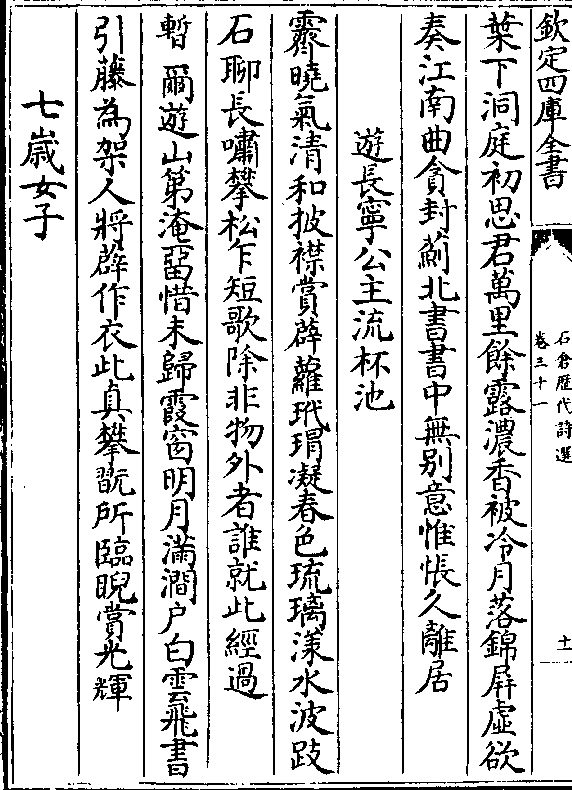 欽定四庫全書
石倉歴代詩選
卷三十一
十一
葉下洞庭初思君萬里餘露濃香被冷月落錦屏虛欲
奏江南曲貪封薊北書書中無别意惟悵久離居
遊長寧公主流杯池
霽曉氣清和披襟賞薜蘿玳瑁凝春色琉璃漾水波跂
石聊長嘯攀松乍短歌除非物外者誰就此經過
暫爾遊山第淹留惜未歸霞窗明月滿澗户白雲飛書
引藤為架人將薜作衣此真攀翫所臨睨賞光輝
七歳女子